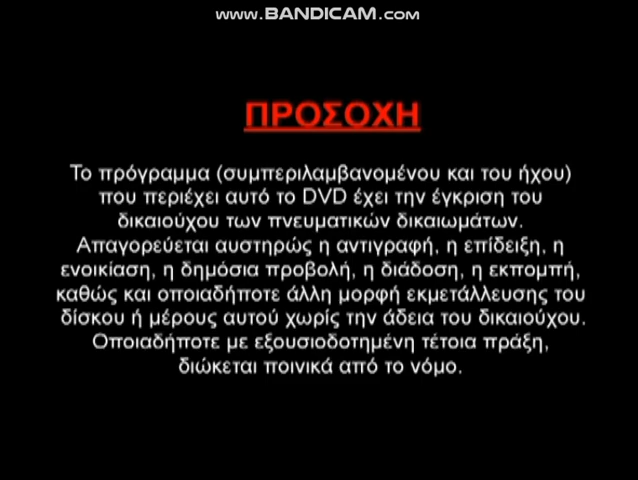 www.BANDICAM.com
ΠΡΟΣΟΧΗ
Το πρόγραμμα (συμπεριλαμβανομένου και του ήχου)
που περιέχει αυτό το DVD έχει την έγκριση του
δικαιούχου των πνευματικών δικαιωμάτων.
Απαγορεύεται αυστηρώς η αντιγραφή, η επίδειξη, η
ενοικίαση, η δημόσια προβολή, η διάδοση, η εκπομπή,
καθώς και οποιαδήποτε άλλη μορφή εκμετάλλευσης του
δίσκου ή μέρους αυτού χωρίς την άδεια του δικαιούχου.
Οποιαδήποτε με εξουσιοδοτημένη τέτοια πράξη,
διώκεται ποινικά από το νόμο.